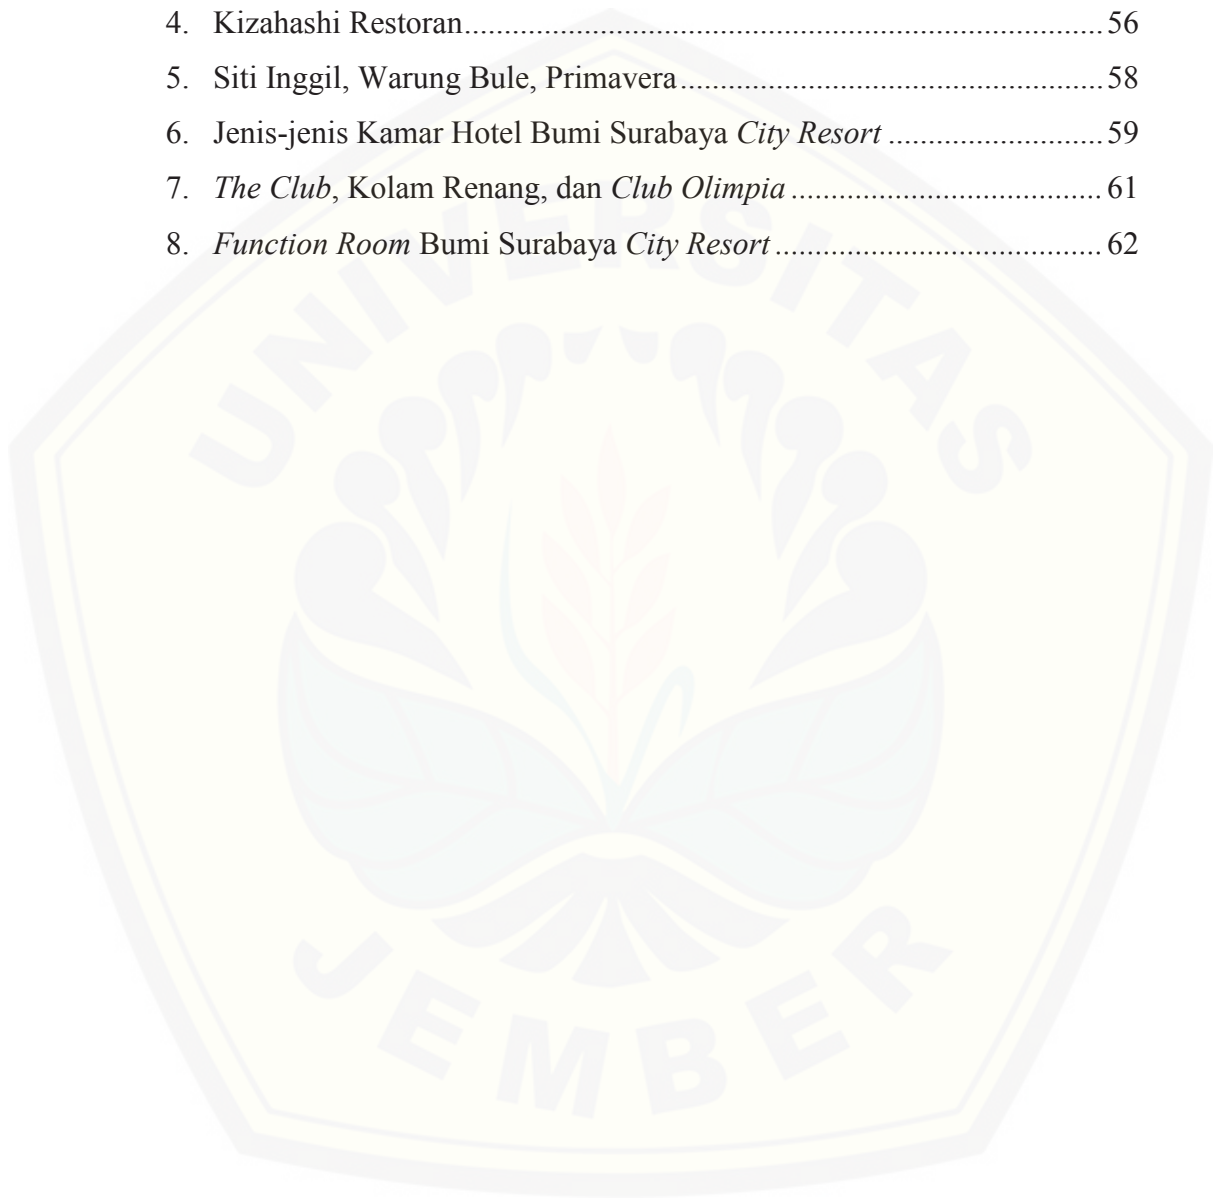 4. Kizahashi Restoran................................................................................ 56
5. Siti Inggil, Warung Bule, Primavera..................................................... 58
6. Jenis-jenis Kamar Hotel Bumi Surabaya City Resort ........................... 59
7. The Club, Kolam Renang, dan Club Olimpia....................................... 61
8. Function Room Bumi Surabaya City Resort......................................... 62
UNIVERSITAS
JEMBER